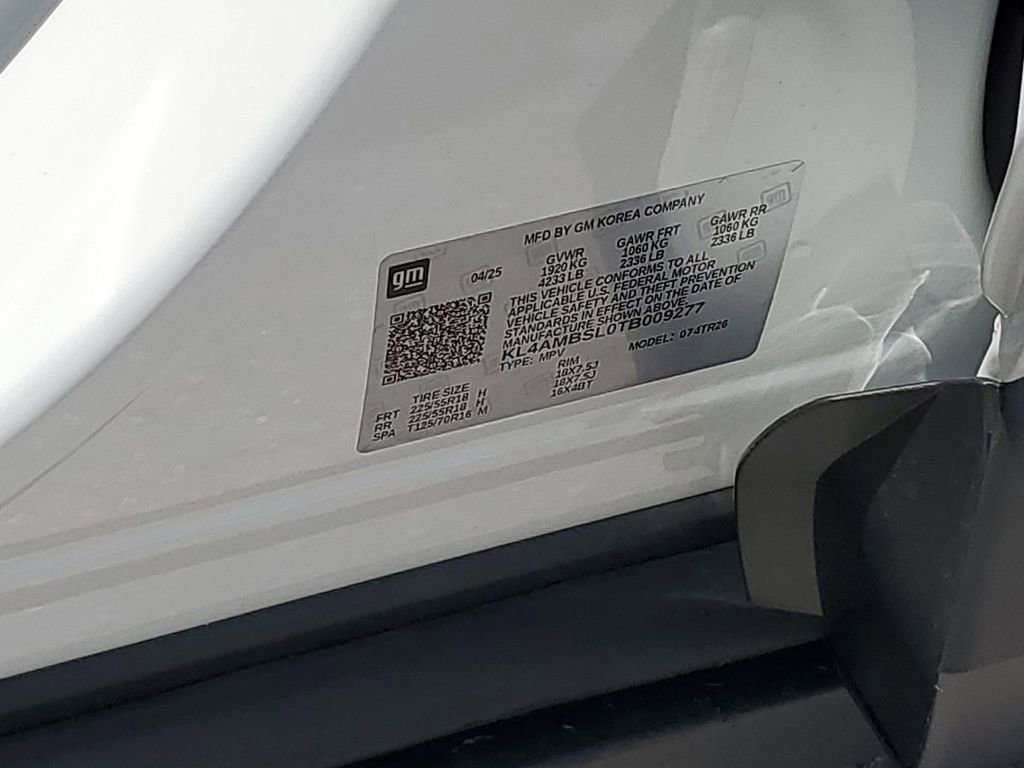 MFD BY GM KOREA COMPANY
gm
04/25
GVWR
1920 KG
4233 LB
GAWR FRT
1060 KG
2336 LB
GAWR RR
1060 KG
2336 LB
THIS VEHICLE CONFORMS TO ALL
APPLICABLE U.S. FEDERAL MOTOR
VEHICLE SAFETY AND THEFT PREVENTION
STANDARDS IN EFFECT ON THE DATE OF
MANUFACTURE SHOWN ABOVE.
KL4AMBSL0TB009277
TYPE: MPV
MODEL: 074TR26
TIRE SIZE RIM
FRT 225/55R18 H 18X7.5J
RR 225/55R18 H 18X7.5J
SPA T125/70R16 M 16X4BT